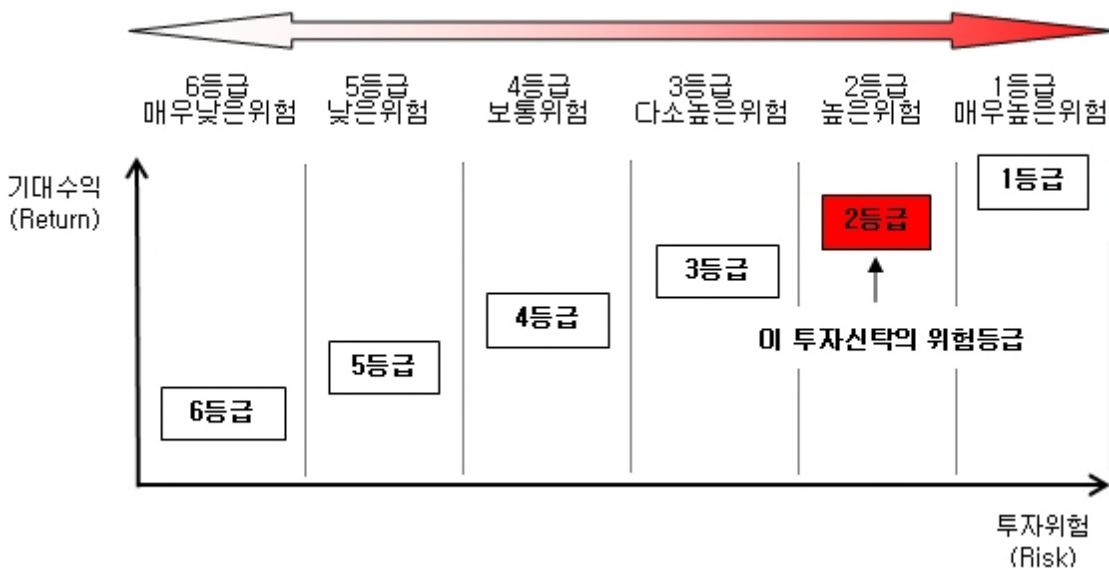 6등급 5등급 4등급 3등급 2등급 1등급
매우낮은위험 낮은위험 보통위험 다소높은위험 높은위험 매우높은위험
기대수익
(Return)
1등급
2등급
3등급
4등급
이 투자신탁의 위험등급
5등급
6등급
투자위험
(Risk)